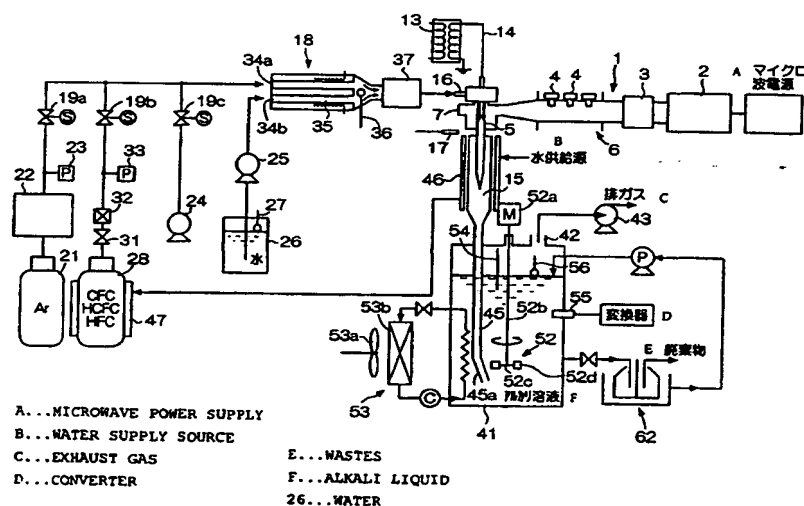 13
14
18
34a
37
16
4
4
1
3
2
A
マイクロ
波電源
19a
19b
19c
7
34b
35
36
5
6
B
水供給源
17
23
P
33
P
25
46
15
排ガス
C
22
32
27
52a
M
43
31
24
26
水
42
54
56
P
21
28
Ar
CFC
HCFC
HFC
47
53b
53a
45
52b
55
変換器
D
52
E
廃棄物
52c
52d
53
C
45a
アルカリ溶液
F
41
62
A...MICROWAVE POWER SUPPLY
B...WATER SUPPLY SOURCE
C...EXHAUST GAS
D...CONVERTER
E...WASTES
F...ALKALI LIQUID
26...WATER